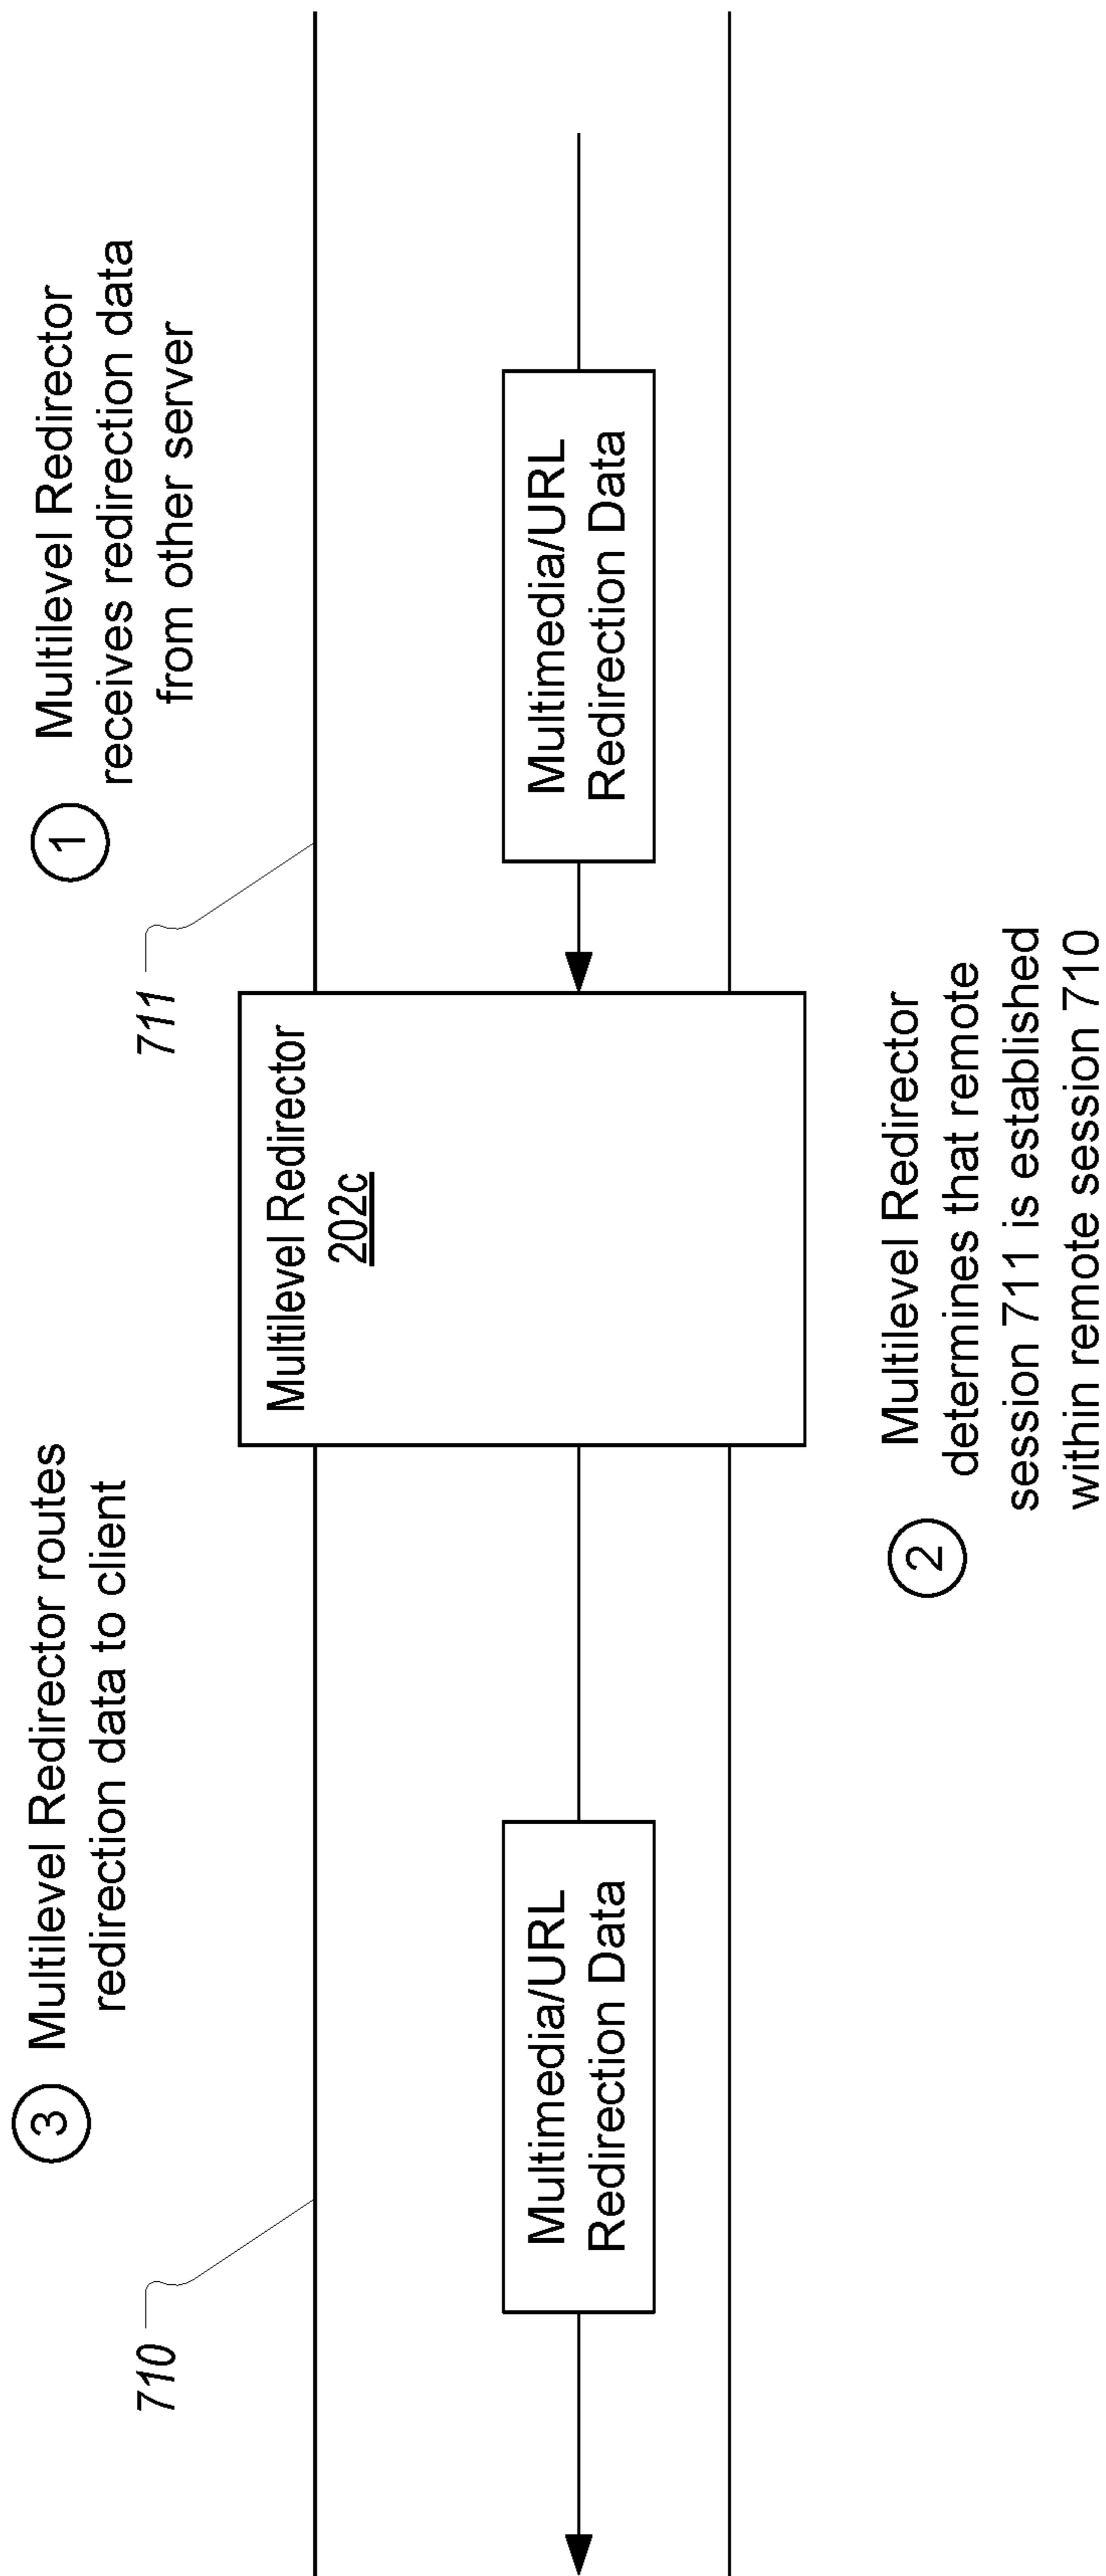 1
Multilevel Redirector
receives redirection data
from other server
711
Multimedia/URL
Redirection Data
Multilevel Redirector
202c
2
Multilevel Redirector
determines that remote
session 711 is established
within remote session 710
3
Multilevel Redirector routes
redirection data to client
710
Multimedia/URL
Redirection Data